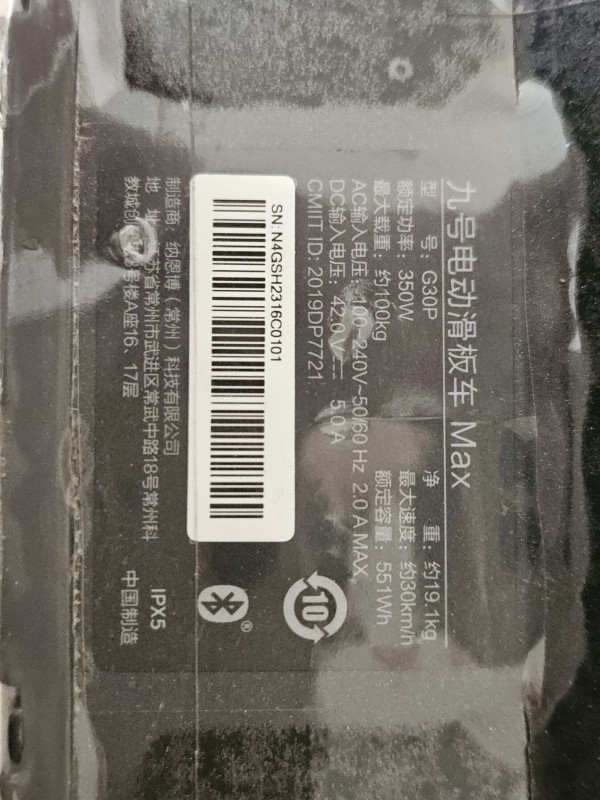 九号电动滑板车 Max
型 号：G30P 净 重：约19.1kg
额定功率：350W 最大速度：约30km/h
最大载重：约100kg 额定容量：551Wh
AC输入电压：100-240V~50/60 Hz 2.0 A MAX
DC输入电压：42.0V 5.0 A
CMIIT ID: 2019DP7721
10
SN:N4GSH2316C0101
®
制造商：纳恩博（常州）科技有限公司
地 址：江苏省常州市武进区常武中路18号常州科
教城创 号楼A座16、17层
IPX5
中国制造